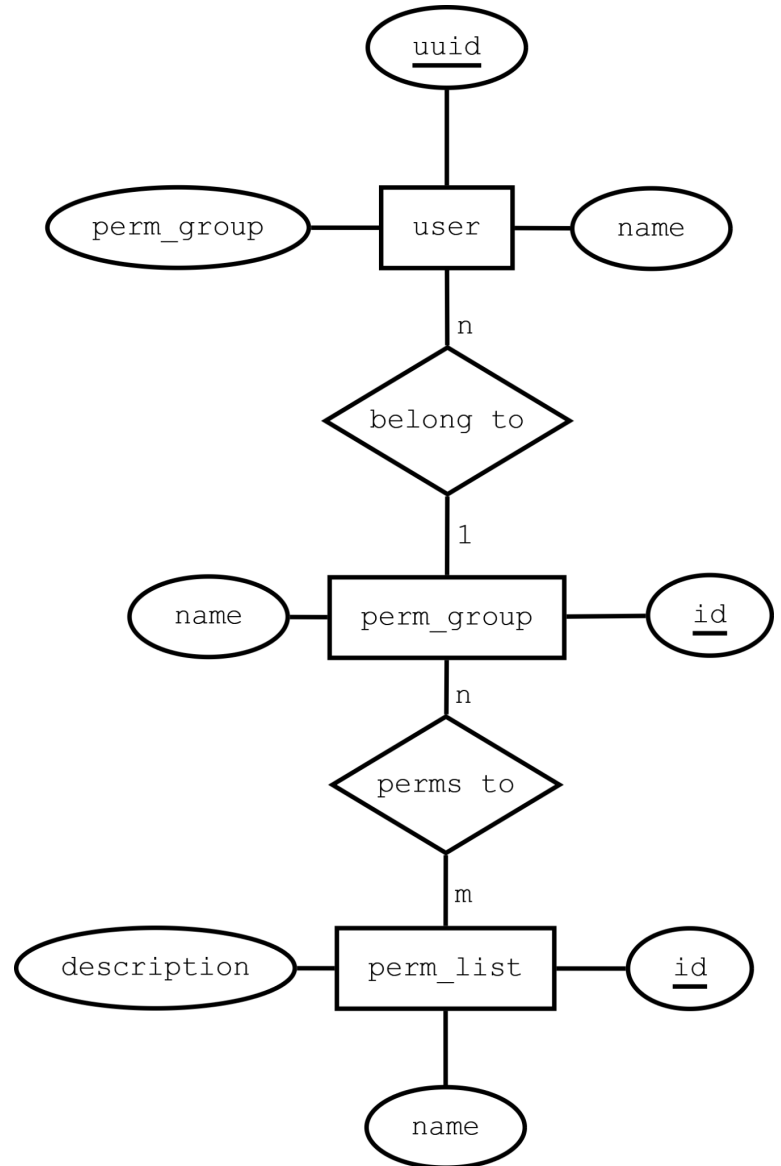 uuid
perm_group
user
name
n
belong to
1
name
perm_group
id
n
perms to
m
description
perm_list
id
name